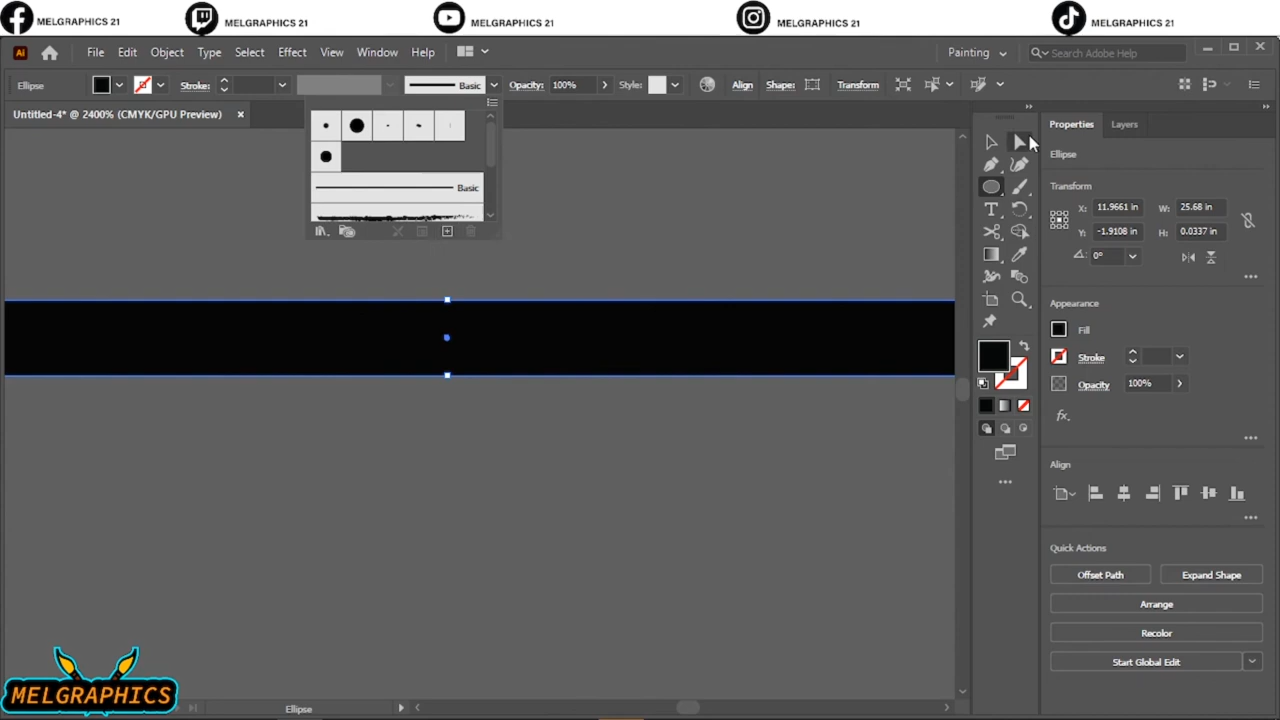 MELGRAPHICS 21
MELGRAPHICS 21
MELGRAPHICS 21
MELGRAPHICS 21
MELGRAPHICS 21
Ai
File Edit Object Type Select Effect View Window Help
Painting
Search Adobe Help
Ellipse
Stroke:
Basic
Opacity: 100%
Style:
Align
Shape:
Transform
Untitled-4* @ 2400% (CMYK/GPU Preview)
Basic
Properties
Layers
Ellipse
Transform
X: 11.9661 in W: 25.68 in
Y: -1.9108 in H: 0.0337 in
0°
Appearance
Fill
Stroke
Opacity 100%
fx.
Align
Quick Actions
Offset Path
Expand Shape
Arrange
Recolor
Start Global Edit
MELGRAPHICS
Ellipse